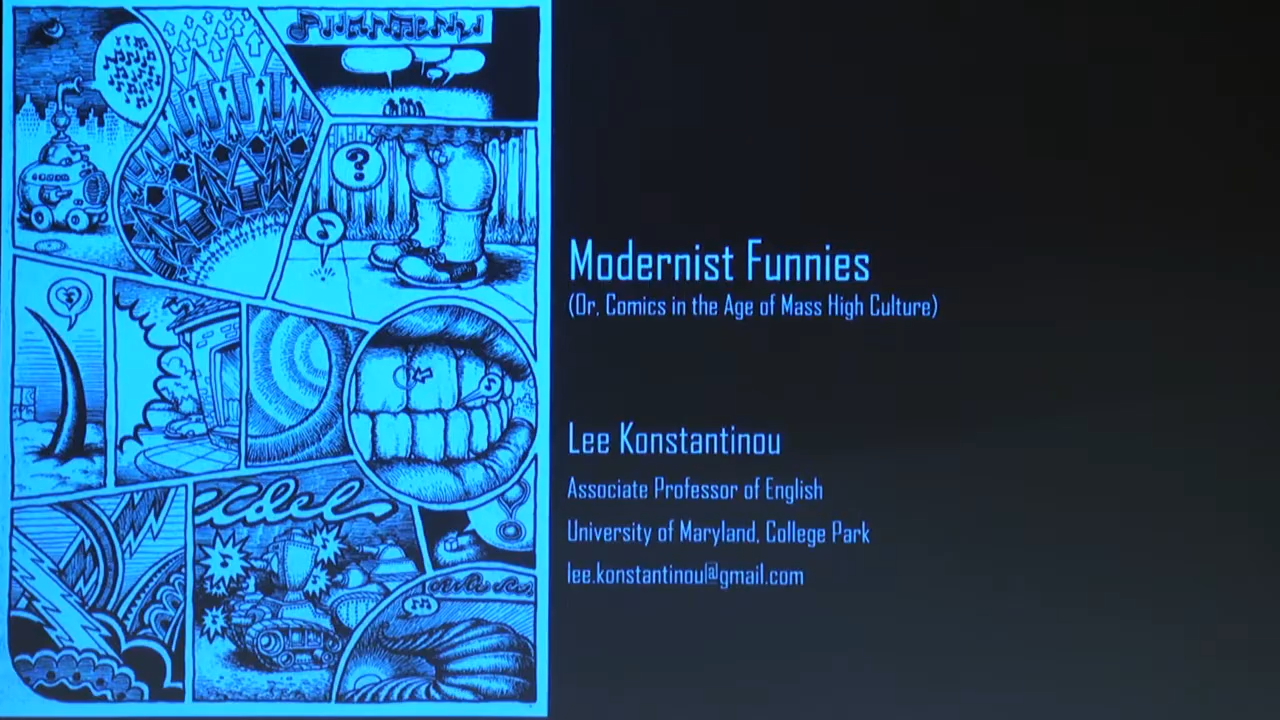 ?
Modernist Funnies
(Or, Comics in the Age of Mass High Culture)
Lee Konstantinou
Associate Professor of English
University of Maryland, College Park
lee.konstantinou@gmail.com